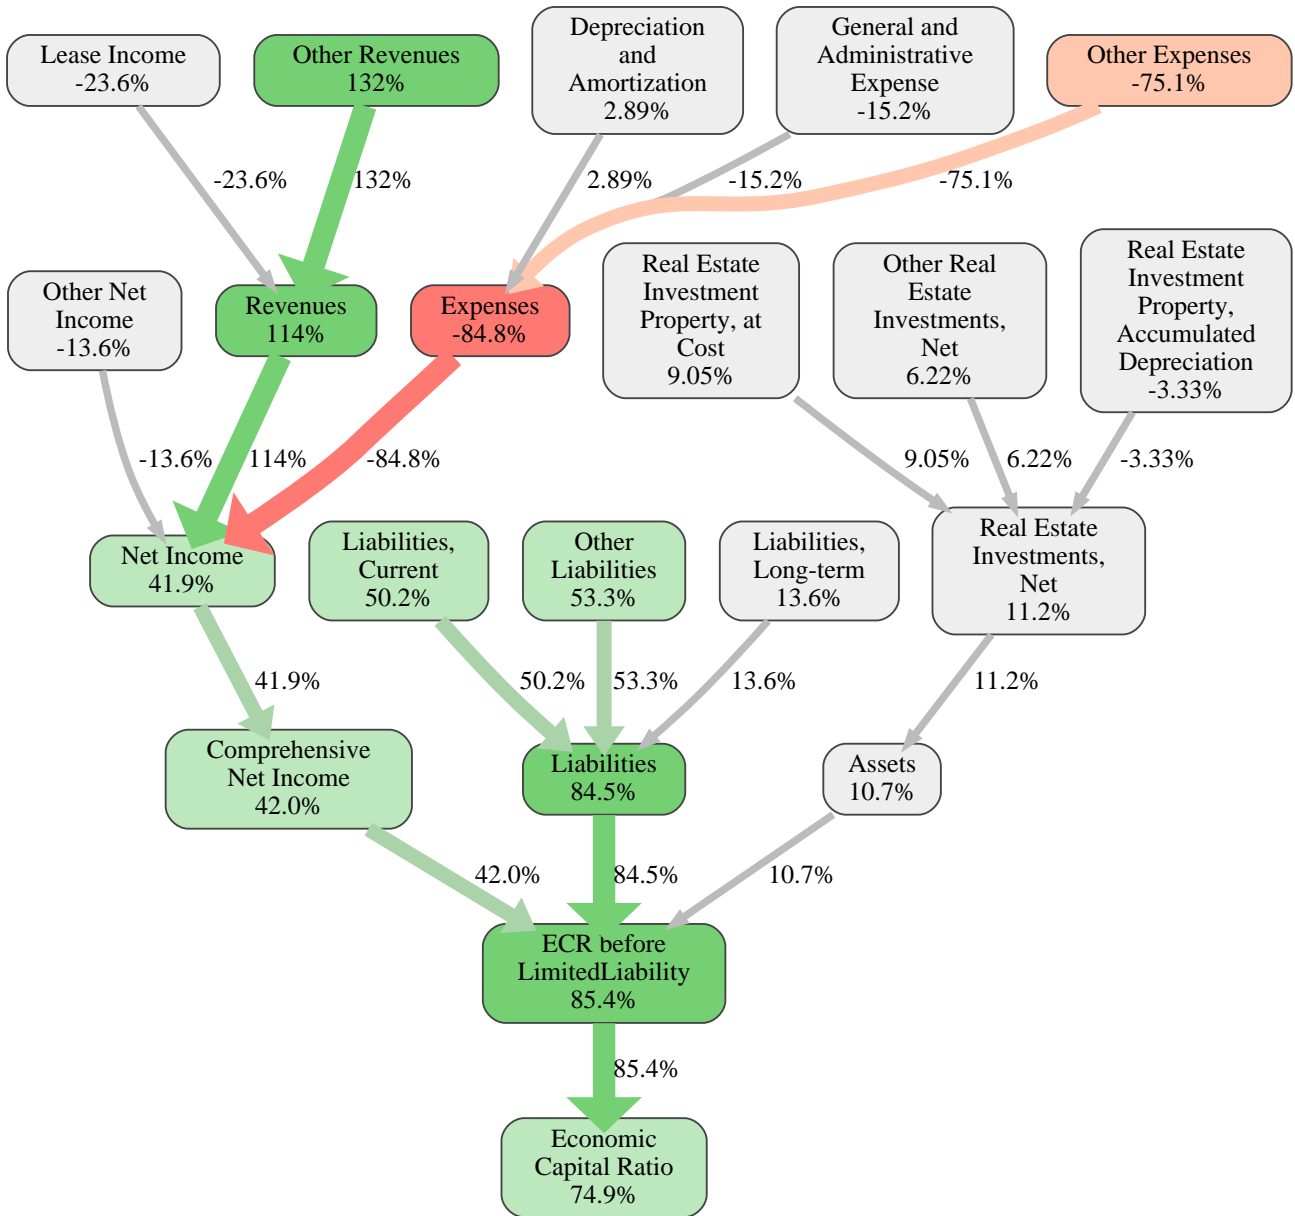 Lease Income
-23.6%
Other Revenues
132%
Depreciation
and
Amortization
2.89%
General and
Administrative
Expense
-15.2%
Other Expenses
-75.1%
-23.6%
132%
2.89%
-15.2%
-75.1%
Other Net
Income
-13.6%
Revenues
114%
Expenses
-84.8%
Real Estate
Investment
Property, at
Cost
9.05%
Other Real
Estate
Investments,
Net
6.22%
Real Estate
Investment
Property,
Accumulated
Depreciation
-3.33%
-13.6%
114%
-84.8%
9.05%
6.22%
-3.33%
Net Income
41.9%
Liabilities,
Current
50.2%
Other
Liabilities
53.3%
Liabilities,
Long-term
13.6%
Real Estate
Investments,
Net
11.2%
41.9%
50.2%
53.3%
13.6%
11.2%
Comprehensive
Net Income
42.0%
Liabilities
84.5%
Assets
10.7%
42.0%
84.5%
10.7%
ECR before
LimitedLiability
85.4%
85.4%
Economic
Capital Ratio
74.9%